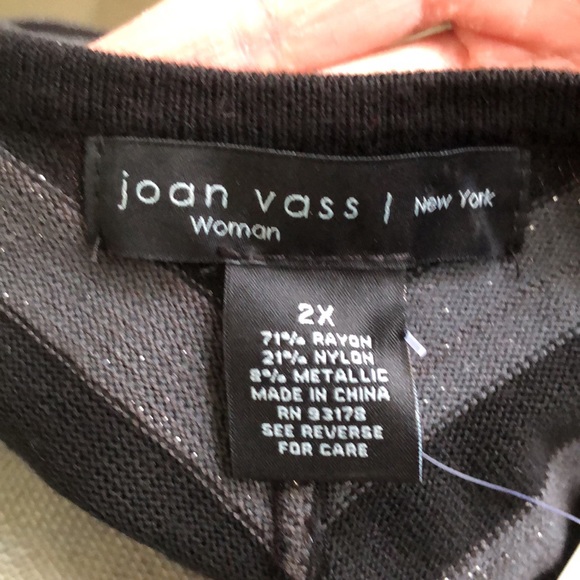 joan vass / New York
Woman
2X
71% RAYON
21% NYLON
8% METALLIC
MADE IN CHINA
RN 93178
SEE REVERSE
FOR CARE